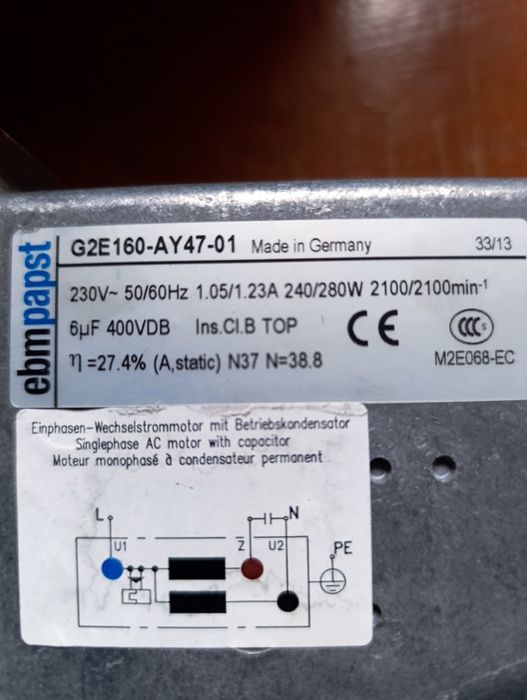 ebmpapst
G2E160-AY47-01 Made in Germany 33/13
230V~ 50/60Hz 1.05/1.23A 240/280W 2100/2100min-1
6µF 400VDB Ins.Cl.B TOP CE CCC S
η =27.4% (A,static) N37 N=38.8 M2E068-EC
Einphasen-Wechselstrommotor mit Betriebskondensator
Singlephase AC motor with capacitor
Moteur monophasé à condensateur permanent
L N
U1 Z U2 PE